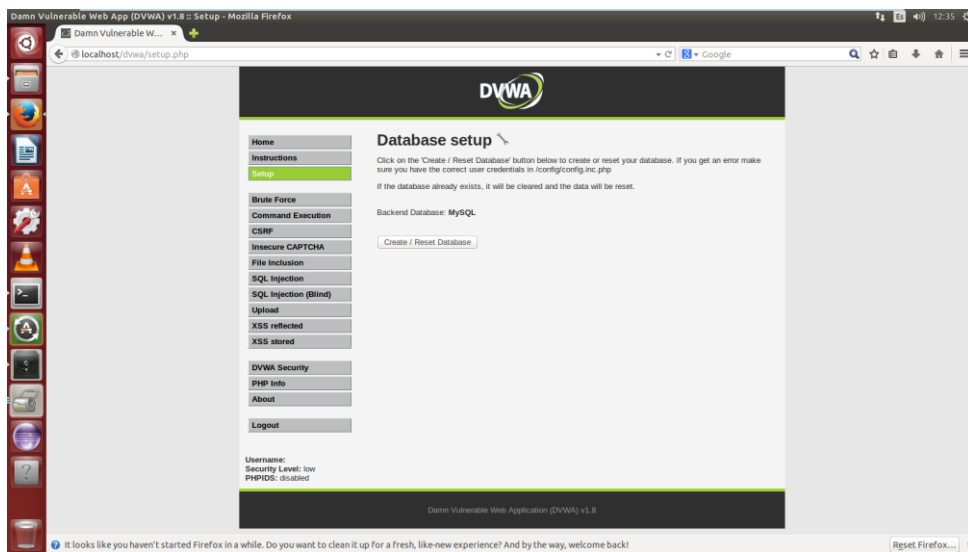 Damn Vulnerable Web App (DVWA) v1.8 :: Setup - Mozilla Firefox
Es
12:35
Damn Vulnerable W... ×
localhost/dvwa/setup.php
Google
DVWA
Home
Instructions
Setup
Brute Force
Command Execution
CSRF
Insecure CAPTCHA
File Inclusion
SQL Injection
SQL Injection (Blind)
Upload
XSS reflected
XSS stored
DVWA Security
PHP Info
About
Logout
Username:
Security Level: low
PHPIDS: disabled
Database setup
Click on the 'Create / Reset Database' button below to create or reset your database. If you get an error make
sure you have the correct user credentials in /config/config.inc.php
If the database already exists, it will be cleared and the data will be reset.
Backend Database: MySQL
Create / Reset Database
Damn Vulnerable Web Application (DVWA) v1.8
It looks like you haven't started Firefox in a while. Do you want to clean it up for a fresh, like-new experience? And by the way, welcome back!
Reset Firefox...